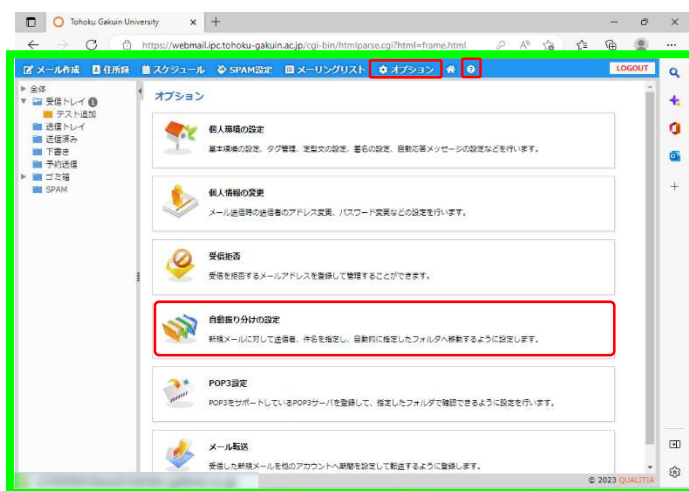 Tohoku Gakuin University
https://webmail.ipc.tohoku-gakuin.ac.jp/cgi-bin/htmlparse.cgi?html=frame.html
メール作成 住所録 スケジュール SPAM設定 メーリングリスト オプション LOGOUT
全体
受信トレイ 1
テスト追加
送信トレイ
送信済み
下書き
予約送信
ゴミ箱
SPAM
オプション
個人環境の設定
基本環境の設定、タグ管理、定型文の設定、署名の設定、自動応答メッセージの設定などを行います。
個人情報の変更
メール送信時の送信者のアドレス変更、パスワード変更などの設定を行います。
受信拒否
受信を拒否するメールアドレスを登録して管理することができます。
自動振り分けの設定
新規メールに対して送信者、件名を指定し、自動的に指定したフォルダへ移動するように設定します。
POP3設定
POP3をサポートしているPOP3サーバを登録して、指定したフォルダで確認できるように設定を行います。
メール転送
受信した新規メールを他のアカウントへ期間を設定して転送するように登録します。
© 2023 QUALITIA